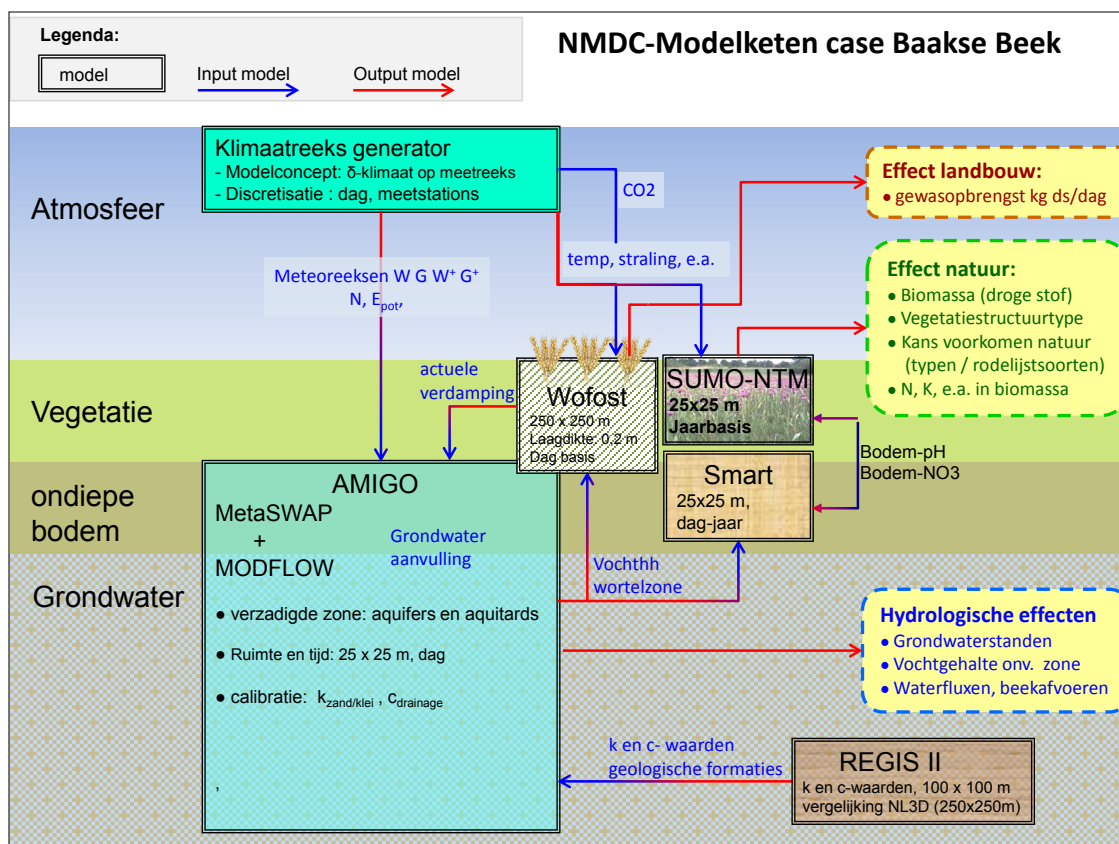 Legenda:
model
Input model
Output model
NMDC-Modelketen case Baakse Beek
Atmosfeer
Klimaatreeks generator
- Modelconcept: δ-klimaat op meetreeks
- Discretisatie : dag, meetstations
CO2
temp, straling, e.a.
Meteoreeksen W G W+ G+
N, Epot,
Effect landbouw:
● gewasopbrengst kg ds/dag
Effect natuur:
● Biomassa (droge stof)
● Vegetatiestructuurtype
● Kans voorkomen natuur
(typen / rodelijstsoorten)
● N, K, e.a. in biomassa
Vegetatie
actuele
verdamping
Wofost
250 x 250 m
Laagdikte: 0,2 m
Dag basis
SUMO-NTM
25x25 m
Jaarbasis
Bodem-pH
Bodem-NO3
ondiepe
bodem
Smart
25x25 m,
dag-jaar
AMIGO
MetaSWAP
+
MODFLOW
Grondwater
aanvulling
Vochthh
wortelzone
Grondwater
● verzadigde zone: aquifers en aquitards
● Ruimte en tijd: 25 x 25 m, dag
● calibratie: kzand/klei , cdrainage
,
Hydrologische effecten
● Grondwaterstanden
● Vochtgehalte onv. zone
● Waterfluxen, beekafvoeren
k en c- waarden
geologische formaties
REGIS II
k en c-waarden, 100 x 100 m
vergelijking NL3D (250x250m)